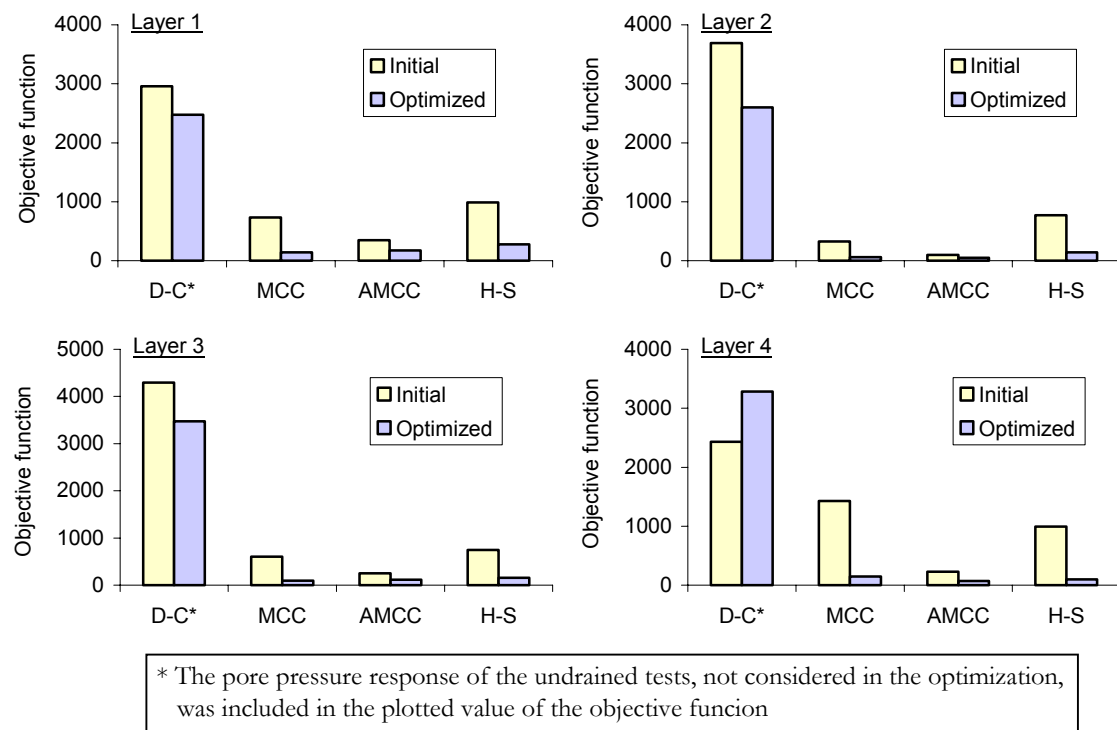 Layer 1
Objective function
4000
3000
2000
1000
0
Initial
Optimized
D-C* MCC AMCC H-S
Layer 2
Objective function
4000
3000
2000
1000
0
Initial
Optimized
D-C* MCC AMCC H-S
Layer 3
Objective function
5000
4000
3000
2000
1000
0
Initial
Optimized
D-C* MCC AMCC H-S
Layer 4
Objective function
4000
3000
2000
1000
0
Initial
Optimized
D-C* MCC AMCC H-S
* The pore pressure response of the undrained tests, not considered in the optimization,
was included in the plotted value of the objective funcion